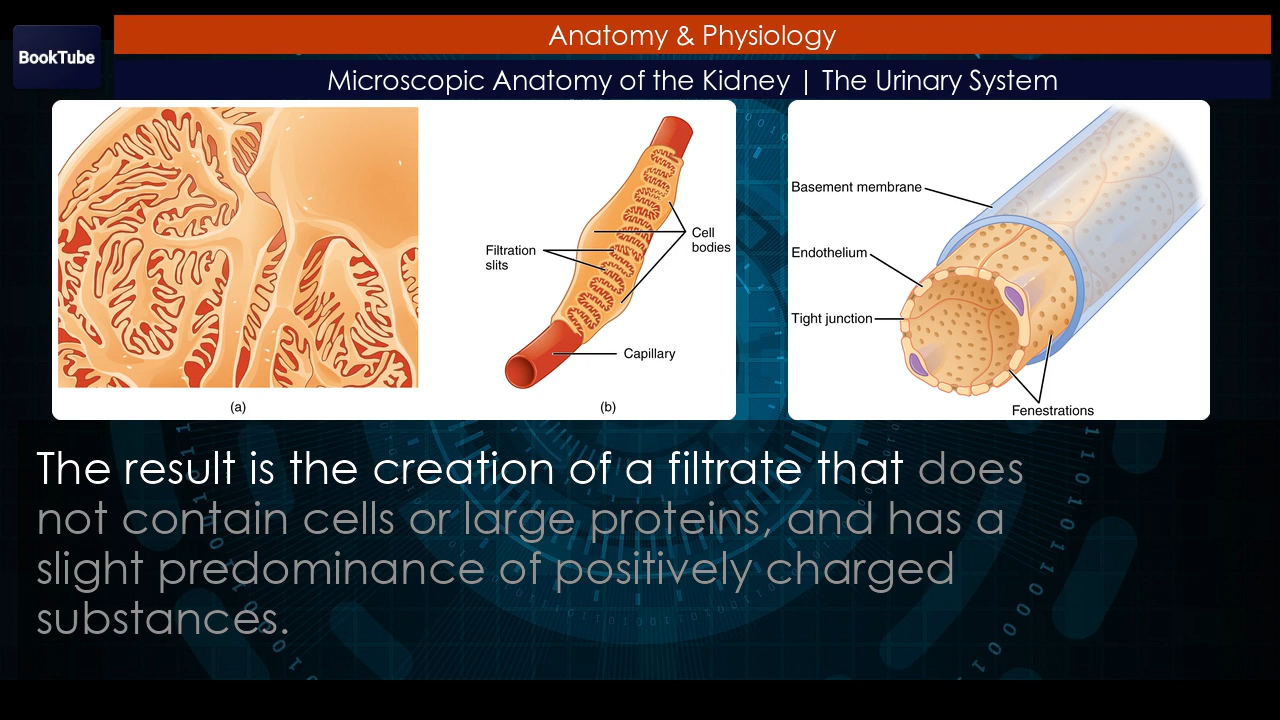 BookTube
Anatomy & Physiology
Microscopic Anatomy of the Kidney | The Urinary System
Filtration
slits
Cell
bodies
Capillary
(a)
(b)
Basement membrane
Endothelium
Tight junction
Fenestrations
The result is the creation of a filtrate that does
not contain cells or large proteins, and has a
slight predominance of positively charged
substances.